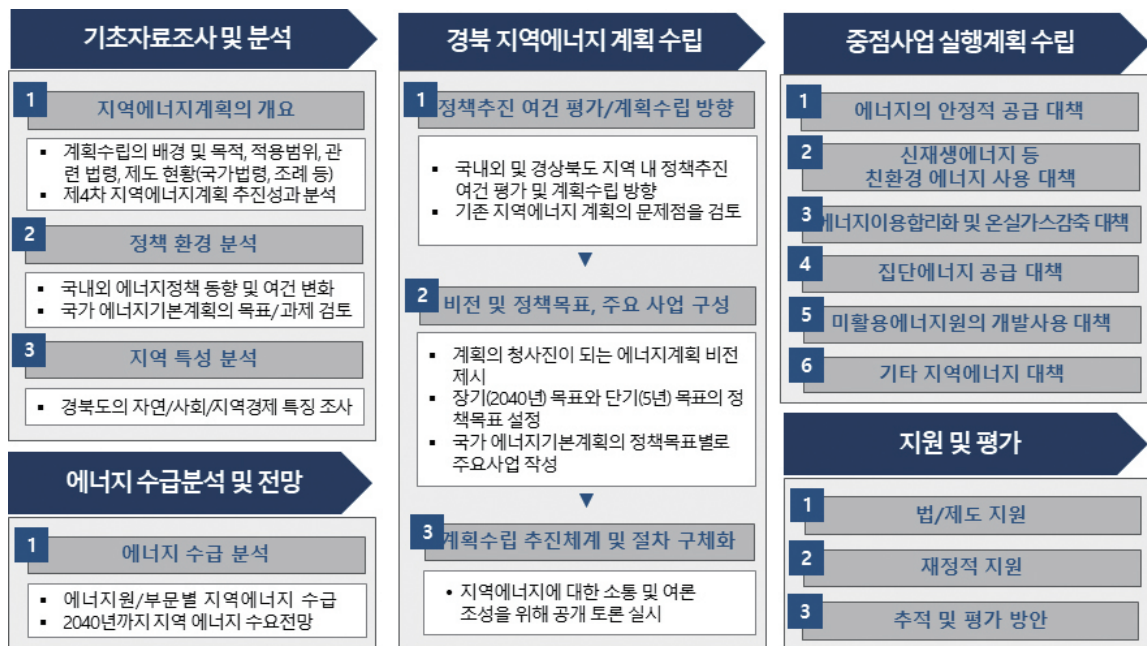 기초자료조사 및 분석
1
지역에너지계획의 개요
▪ 계획수립의 배경 및 목적, 적용범위, 관
련 법령, 제도 현황(국가법령, 조례 등)
▪ 제4차 지역에너지계획 추진성과 분석
2
정책 환경 분석
▪ 국내외 에너지정책 동향 및 여건 변화
▪ 국가 에너지기본계획의 목표/과제 검토
3
지역 특성 분석
▪ 경북도의 자연/사회/지역경제 특징 조사
에너지 수급분석 및 전망
1
에너지 수급 분석
▪ 에너지원/부문별 지역에너지 수급
▪ 2040년까지 지역 에너지 수요전망
경북 지역에너지 계획 수립
1
정책추진 여건 평가/계획수립 방향
▪ 국내외 및 경상북도 지역 내 정책추진
여건 평가 및 계획수립 방향
▪ 기존 지역에너지 계획의 문제점을 검토
▼
2
비전 및 정책목표, 주요 사업 구성
▪ 계획의 청사진이 되는 에너지계획 비전
제시
▪ 장기(2040년) 목표와 단기(5년) 목표의 정
책목표 설정
▪ 국가 에너지기본계획의 정책목표별로
주요사업 작성
▼
3
계획수립 추진체계 및 절차 구체화
• 지역에너지에 대한 소통 및 여론
조성을 위해 공개 토론 실시
중점사업 실행계획 수립
1
에너지의 안정적 공급 대책
2
신재생에너지 등
친환경 에너지 사용 대책
3
에너지이용합리화 및 온실가스감축 대책
4
집단에너지 공급 대책
5
미활용에너지원의 개발사용 대책
6
기타 지역에너지 대책
지원 및 평가
1
법/제도 지원
2
재정적 지원
3
추적 및 평가 방안